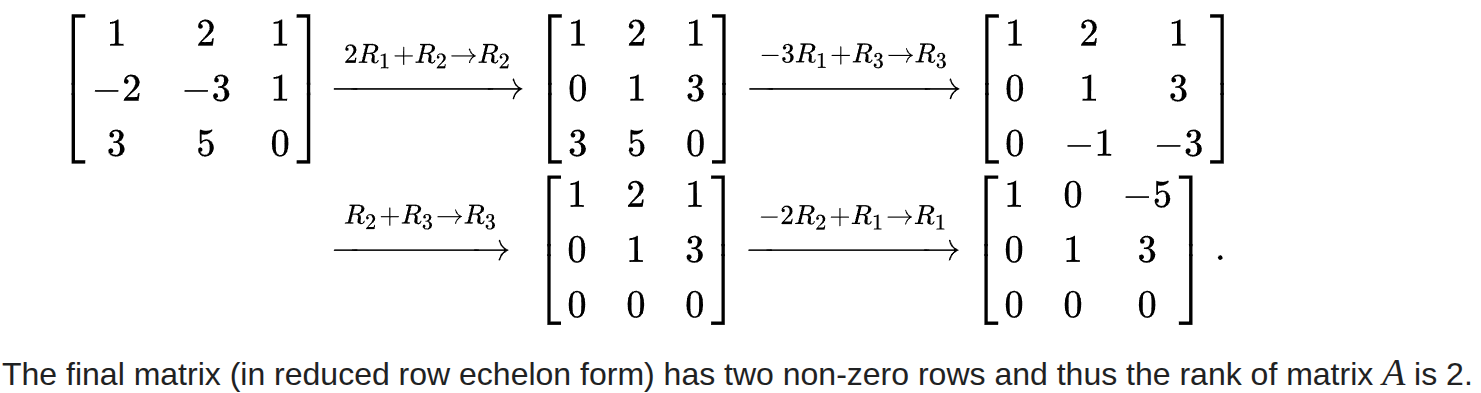 [1 2 1; −2 −3 1; 3 5 0] 2R₁+R₂→R₂ [1 2 1; 0 1 3; 3 5 0] −3R₁+R₃→R₃ [1 2 1; 0 1 3; 0 −1 −3]
R₂+R₃→R₃ [1 2 1; 0 1 3; 0 0 0] −2R₂+R₁→R₁ [1 0 −5; 0 1 3; 0 0 0] .
The final matrix (in reduced row echelon form) has two non-zero rows and thus the rank of matrix A is 2.